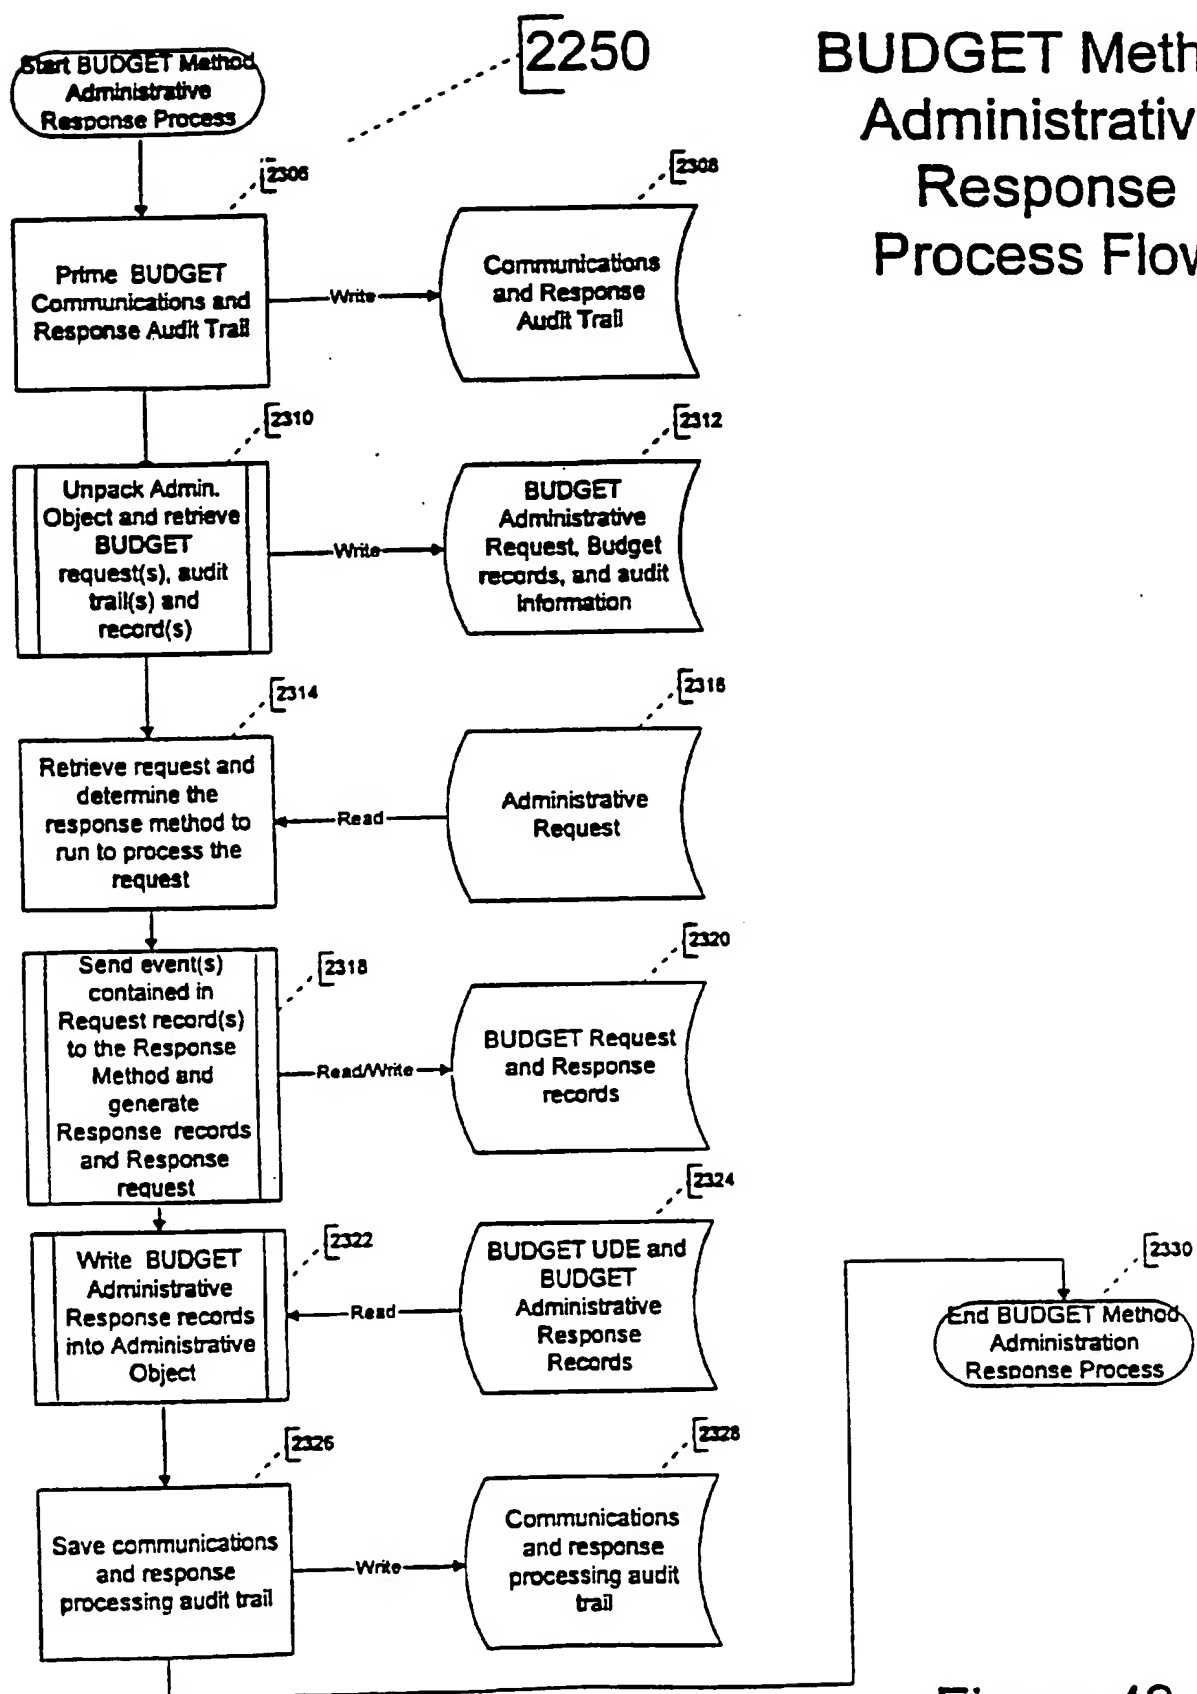 2250
BUDGET Meth
Administrativ
Response
Process Flow
Start BUDGET Method
Administrative
Response Process
2306
Prime BUDGET
Communications and
Response Audit Trail
Write
2308
Communications
and Response
Audit Trail
2310
Unpack Admin.
Object and retrieve
BUDGET
request(s), audit
trail(s) and
record(s)
Write
2312
BUDGET
Administrative
Request, Budget
records, and audit
information
2314
Retrieve request and
determine the
response method to
run to process the
request
Read
2316
Administrative
Request
2318
Send event(s)
contained in
Request record(s)
to the Response
Method and
generate
Response records
and Response
request
Read/Write
2320
BUDGET Request
and Response
records
2322
Write BUDGET
Administrative
Response records
into Administrative
Object
Read
2324
BUDGET UDE and
BUDGET
Administrative
Response
Records
2326
Save communications
and response
processing audit trail
Write
2328
Communications
and response
processing audit
trail
2330
End BUDGET Method
Administration
Response Process